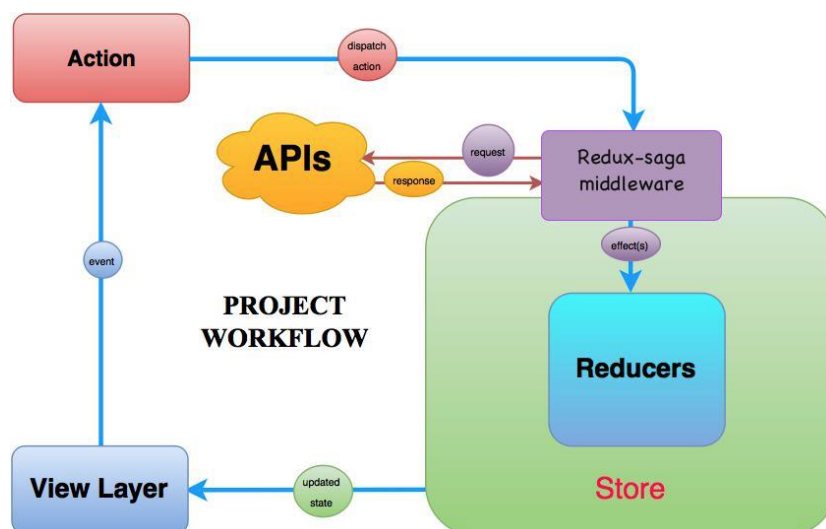 Action
dispatch
action
APIs
request
response
Redux-saga
middleware
effect(s)
event
PROJECT
WORKFLOW
Reducers
View Layer
updated
state
Store